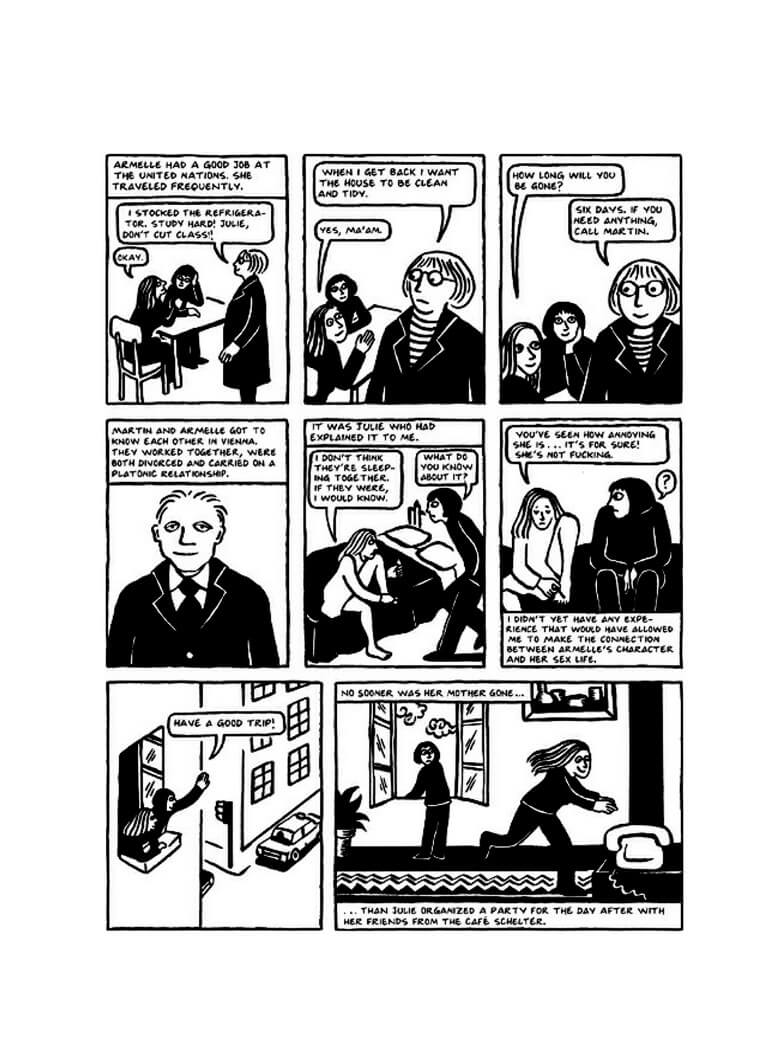 ARMELLE HAD A GOOD JOB AT
THE UNITED NATIONS. SHE
TRAVELED FREQUENTLY.
I STOCKED THE REFRIGERA-
TOR. STUDY HARD! JULIE,
DON'T CUT CLASS!
OKAY.
WHEN I GET BACK I WANT
THE HOUSE TO BE CLEAN
AND TIDY.
YES, MA'AM.
HOW LONG WILL YOU
BE GONE?
SIX DAYS. IF YOU
NEED ANYTHING,
CALL MARTIN.
MARTIN AND ARMELLE GOT TO
KNOW EACH OTHER IN VIENNA.
THEY WORKED TOGETHER, WERE
BOTH DIVORCED AND CARRIED ON A
PLATONIC RELATIONSHIP.
IT WAS JULIE WHO HAD
EXPLAINED IT TO ME.
I DON'T THINK
THEY'RE SLEEP-
ING TOGETHER.
IF THEY WERE,
I WOULD KNOW.
WHAT DO
YOU KNOW
ABOUT IT?
YOU'VE SEEN HOW ANNOYING
SHE IS... IT'S FOR SURE!
SHE'S NOT FUCKING.
?
I DIDN'T YET HAVE ANY EXPE-
RIENCE THAT WOULD HAVE ALLOWED
ME TO MAKE THE CONNECTION
BETWEEN ARMELLE'S CHARACTER
AND HER SEX LIFE.
HAVE A GOOD TRIP!
NO SOONER WAS HER MOTHER GONE...
...THAN JULIE ORGANIZED A PARTY FOR THE DAY AFTER WITH
HER FRIENDS FROM THE CAFÉ SCHELTER.